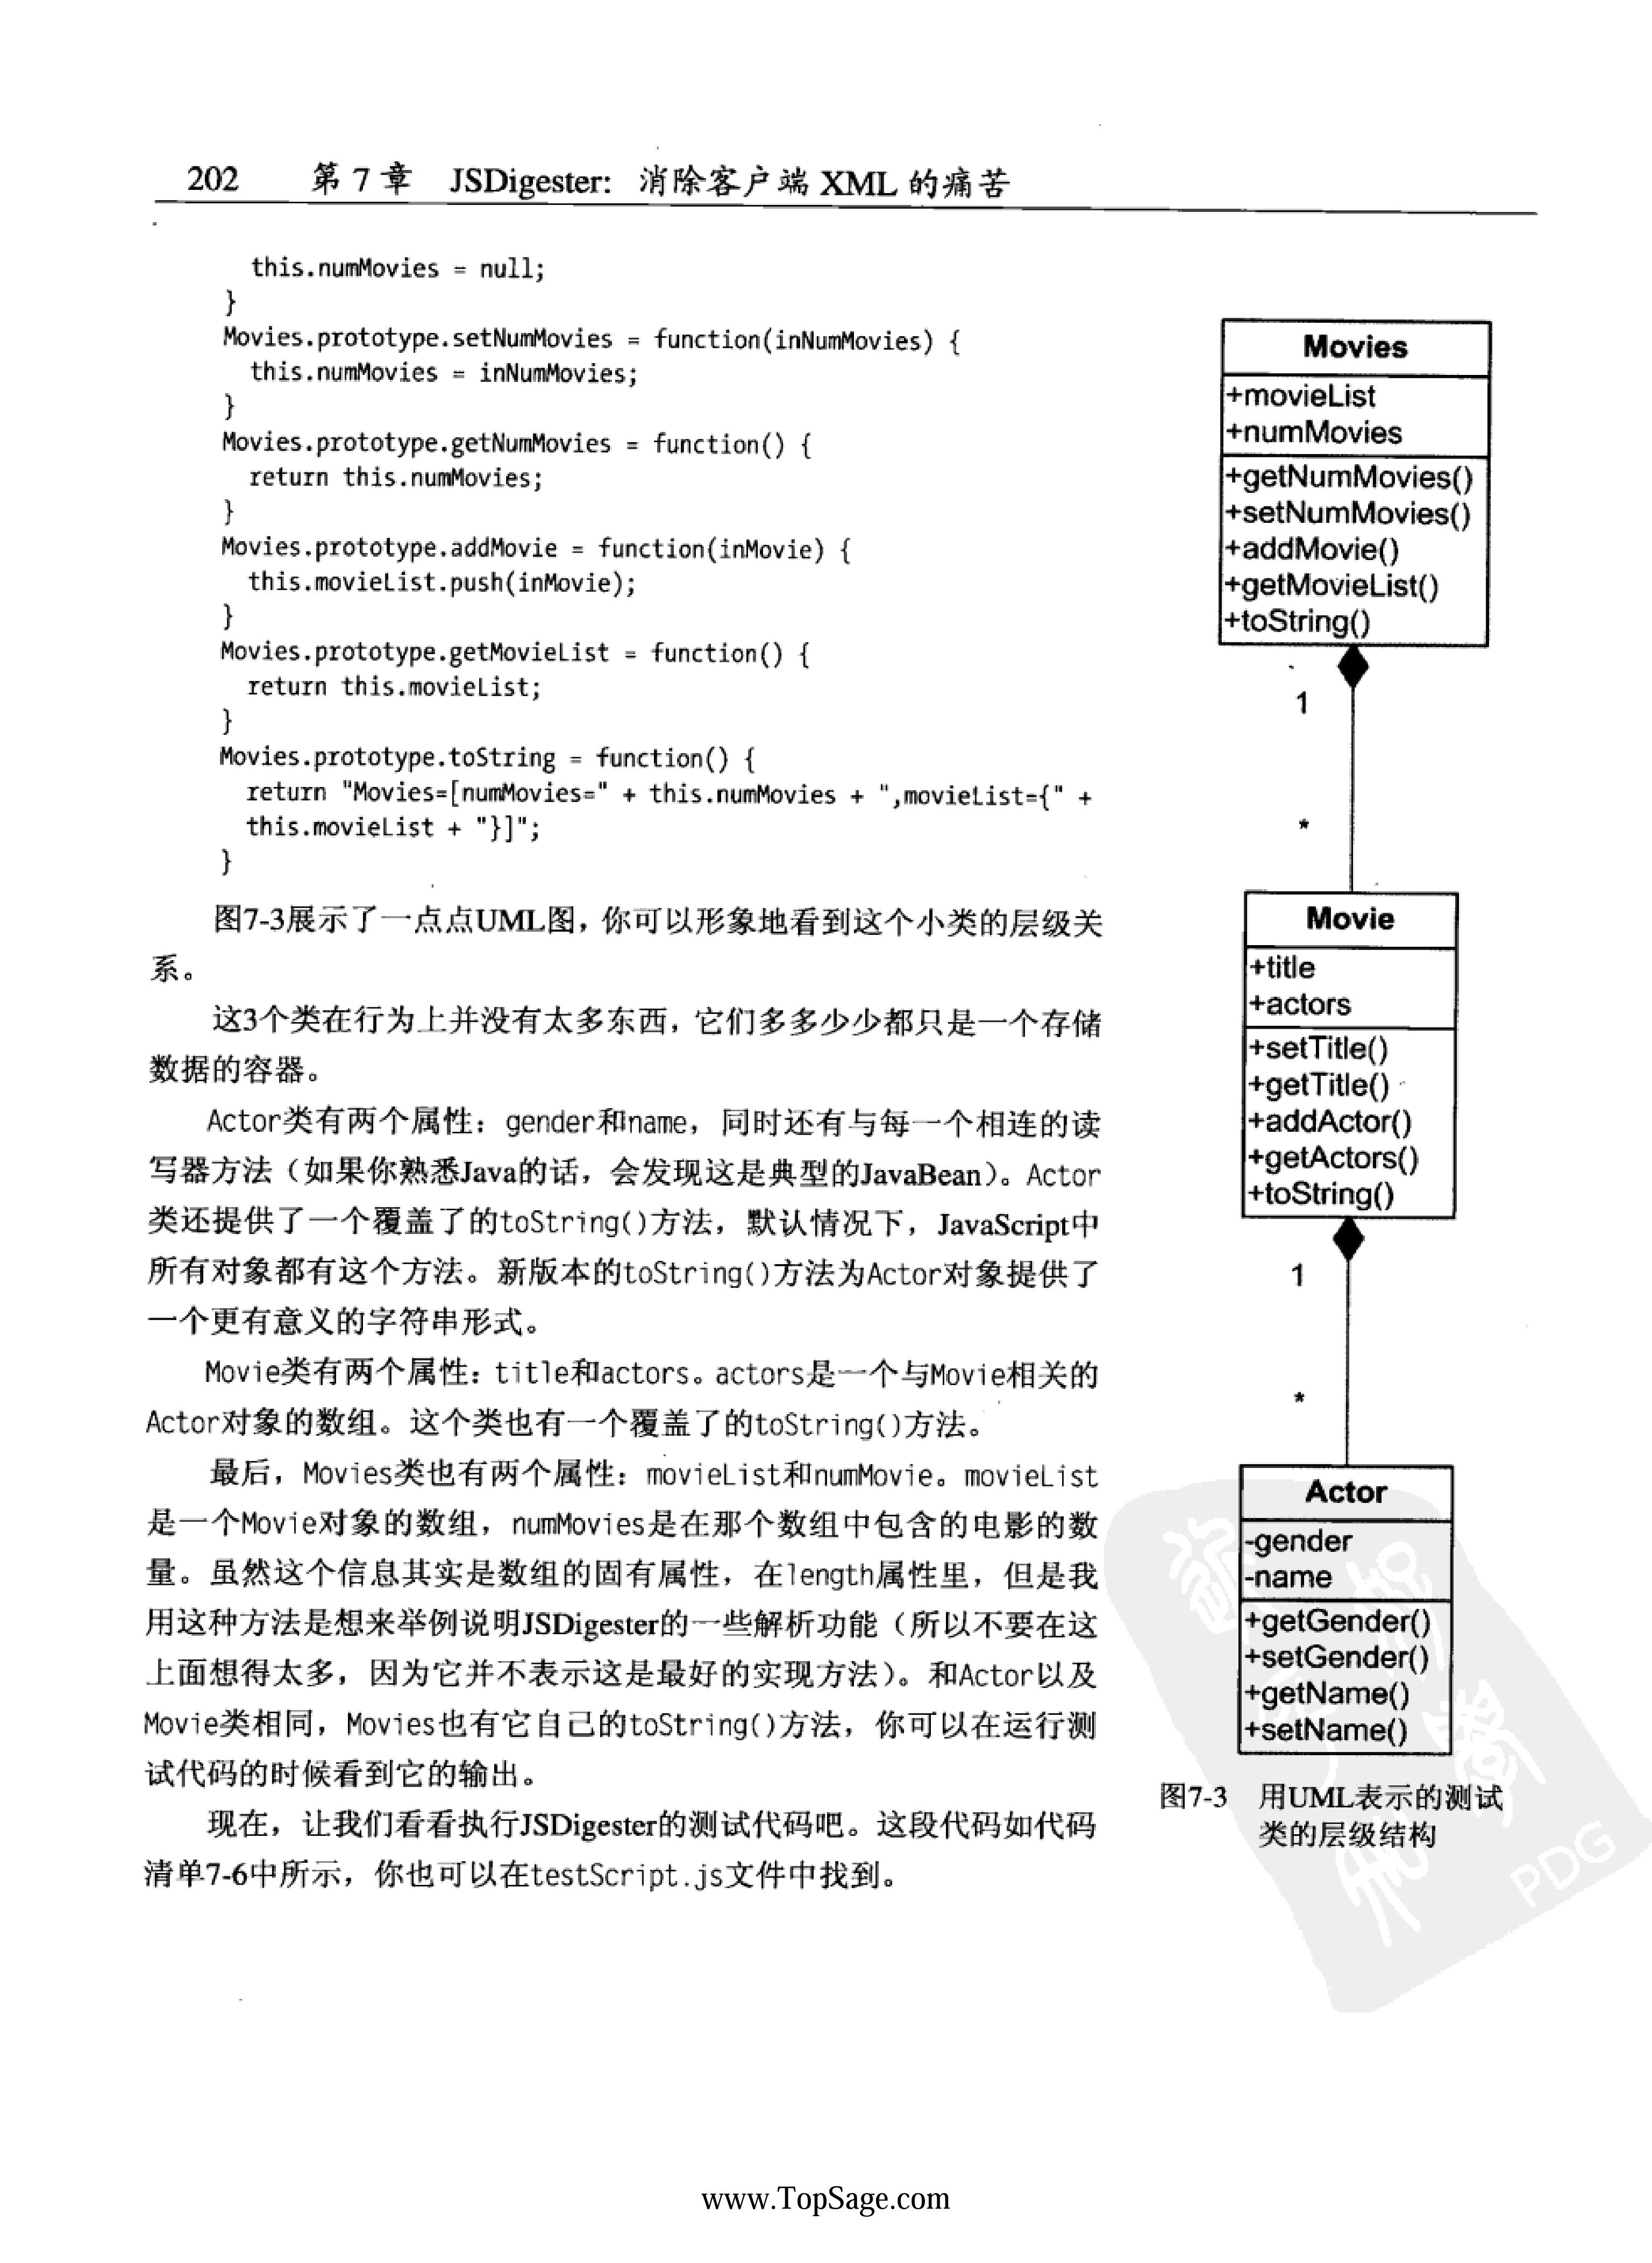 202 第 7 章 JSDigester: 消除客户端 XML 的痛苦
this.numMovies = null;
}
Movies.prototype.setNumMovies = function(inNumMovies) {
this.numMovies = inNumMovies;
}
Movies.prototype.getNumMovies = function() {
return this.numMovies;
}
Movies.prototype.addMovie = function(inMovie) {
this.movieList.push(inMovie);
}
Movies.prototype.getMovieList = function() {
return this.movieList;
}
Movies.prototype.toString = function() {
return "Movies=[numMovies=" + this.numMovies + ",movieList={" +
this.movieList + "}]";
}
图7-3展示了一点点UML图，你可以形象地看到这个小类的层级关
系。
这3个类在行为上并没有太多东西，它们多多少少都只是一个存储
数据的容器。
Actor类有两个属性：gender和name，同时还有与每一个相连的读
写器方法（如果你熟悉Java的话，会发现这是典型的JavaBean）。Actor
类还提供了一个覆盖了的toString()方法，默认情况下，JavaScript中
所有对象都有这个方法。新版本的toString()方法为Actor对象提供了
一个更有意义的字符串形式。
Movie类有两个属性：title和actors。actors是一个与Movie相关的
Actor对象的数组。这个类也有一个覆盖了的toString()方法。
最后，Movies类也有两个属性：movieList和numMovie。movieList
是一个Movie对象的数组，numMovies是在那个数组中包含的电影的数
量。虽然这个信息其实是数组的固有属性，在length属性里，但是我
用这种方法是想来举例说明JSDigester的一些解析功能（所以不要在这
上面想得太多，因为它并不表示这是最好的实现方法）。和Actor以及
Movie类相同，Movies也有它自己的toString()方法，你可以在运行测
试代码的时候看到它的输出。
现在，让我们看看执行JSDigester的测试代码吧。这段代码如代码
清单7-6中所示，你也可以在testScript.js文件中找到。
Movies
+movieList
+numMovies
+getNumMovies()
+setNumMovies()
+addMovie()
+getMovieList()
+toString()
1
*
Movie
+title
+actors
+setTitle()
+getTitle()
+addActor()
+getActors()
+toString()
1
*
Actor
-gender
-name
+getGender()
+setGender()
+getName()
+setName()
图7-3 用UML表示的测试
类的层级结构
PDG
www.TopSage.com